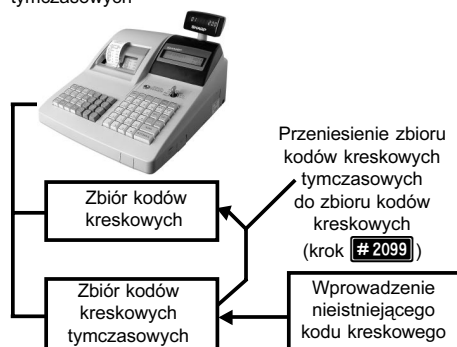 tymczasowych
Przeniesienie zbioru
kodów kreskowych
tymczasowych
do zbioru kodów
kreskowych
(krok #2099)
Zbiór kodów
kreskowych
Zbiór kodów
kreskowych
tymczasowych
Wprowadzenie
nieistniejącego
kodu kreskowego